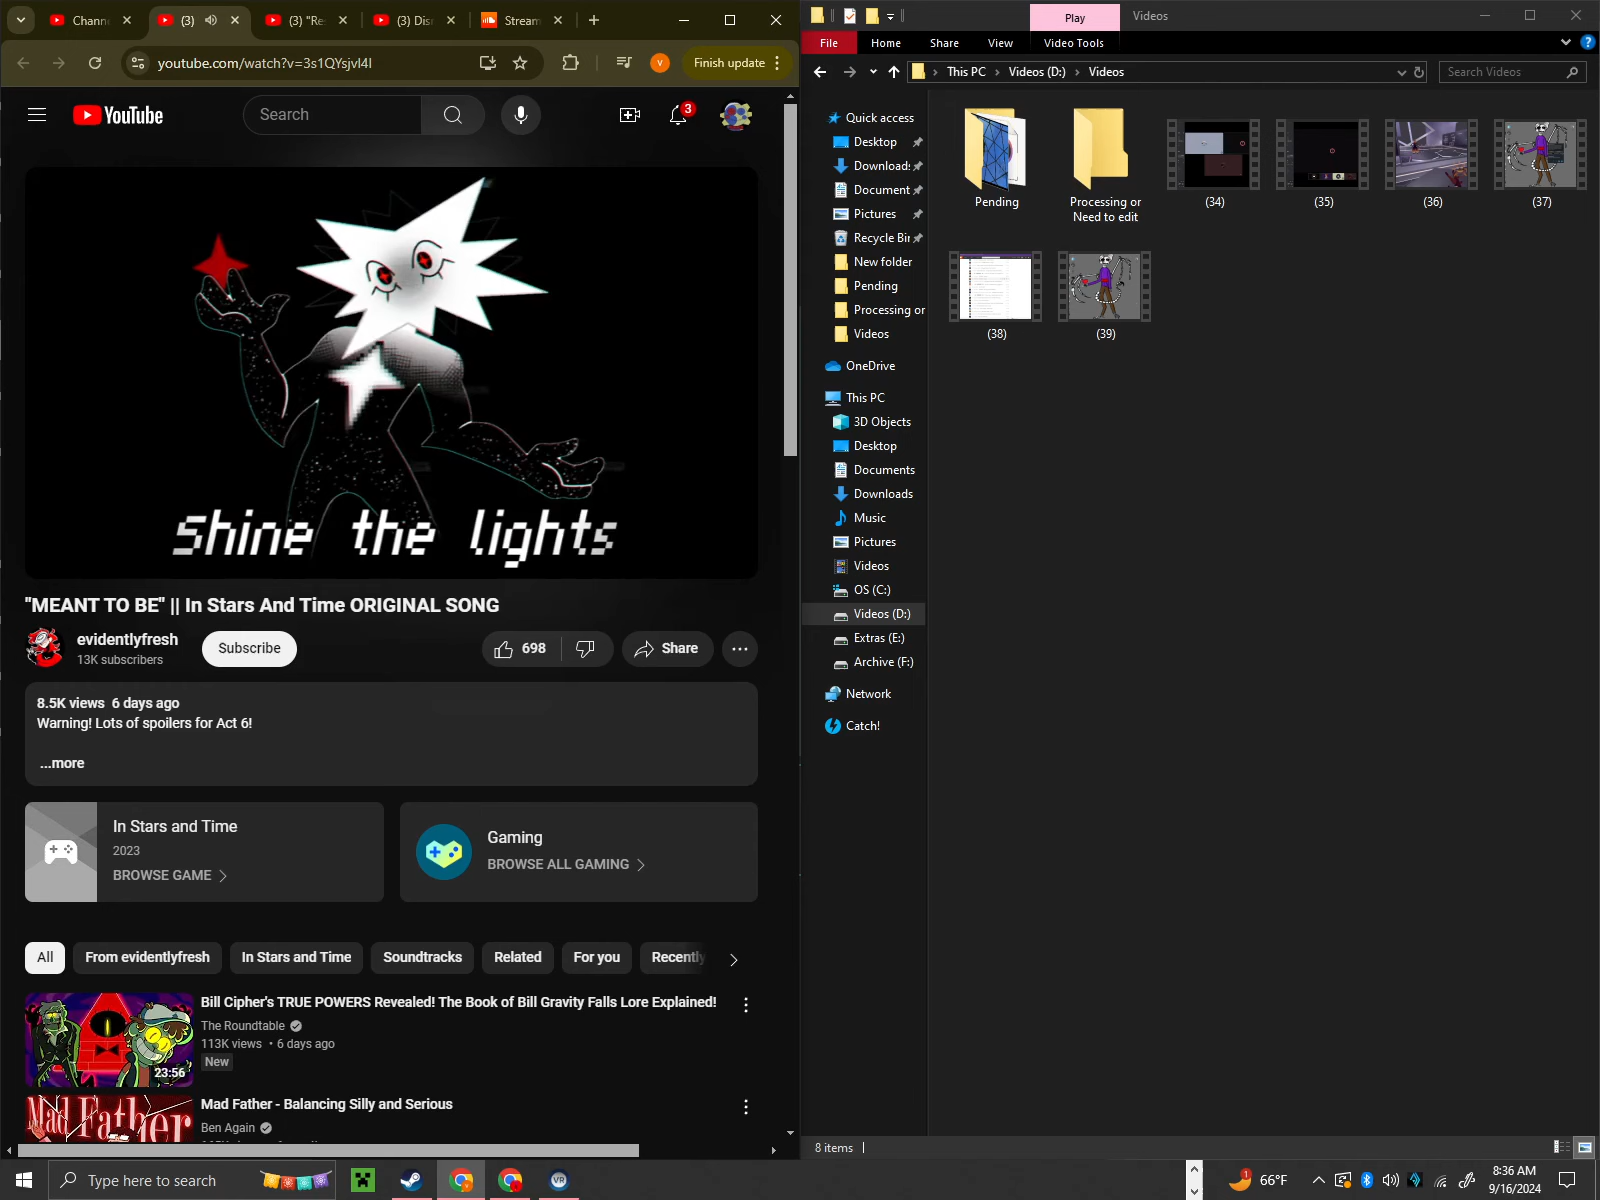 Chann
(3)
(3) "Re
(3) Dis
Stream
youtube.com/watch?v=3s1QYsjvl4I
Finish update
V
YouTube
Search
3
Shine the lights
"MEANT TO BE" || In Stars And Time ORIGINAL SONG
evidentlyfresh
13K subscribers
Subscribe
698
Share
8.5K views 6 days ago
Warning! Lots of spoilers for Act 6!
...more
In Stars and Time
2023
BROWSE GAME
Gaming
BROWSE ALL GAMING
All
From evidentlyfresh
In Stars and Time
Soundtracks
Related
For you
Recently
Bill Cipher's TRUE POWERS Revealed! The Book of Bill Gravity Falls Lore Explained!
The Roundtable
113K views • 6 days ago
New
23:56
Mad Father
Mad Father - Balancing Silly and Serious
Ben Again
Play
Videos
File
Home
Share
View
Video Tools
This PC
Videos (D:)
Videos
Search Videos
Quick access
Desktop
Downloads
Document
Pictures
Recycle Bin
New folder
Pending
Processing or
Videos
OneDrive
This PC
3D Objects
Desktop
Documents
Downloads
Music
Pictures
Videos
OS (C:)
Videos (D:)
Extras (E:)
Archive (F:)
Network
Catch!
Pending
Processing or
Need to edit
(34)
(35)
(36)
(37)
(38)
(39)
8 items
Type here to search
VR
1
66°F
8:36 AM
9/16/2024